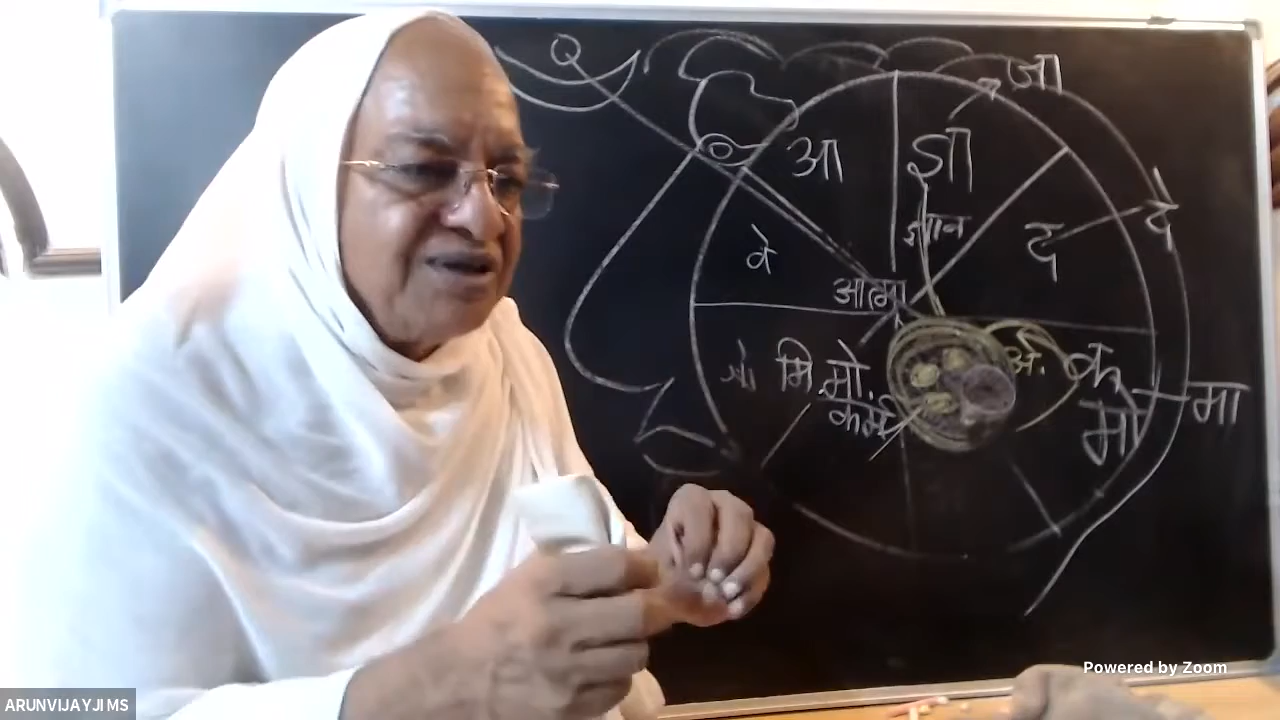 जा
आ
ज्ञा
दे
ज्ञान
द
वे
आत्मा
मि. मो.
अं.
क
कर्म
मा
मो
Powered by Zoom
ARUNVIJAYJI MS